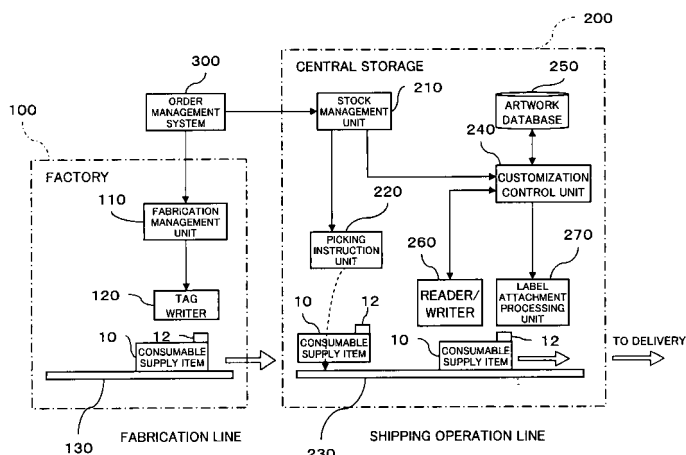 200
300
CENTRAL STORAGE
210
250
100
ORDER
MANAGEMENT
SYSTEM
STOCK
MANAGEMENT
UNIT
ARTWORK
DATABASE
240
FACTORY
CUSTOMIZATION
CONTROL UNIT
110
220
FABRICATION
MANAGEMENT
UNIT
PICKING
INSTRUCTION
UNIT
260
270
120
TAG
WRITER
READER/
WRITER
LABEL
ATTACHMENT
PROCESSING
UNIT
10
12
CONSUMABLE
SUPPLY ITEM
10
12
CONSUMABLE
SUPPLY ITEM
10
12
CONSUMABLE
SUPPLY ITEM
TO DELIVERY
130
FABRICATION LINE
230
SHIPPING OPERATION LINE